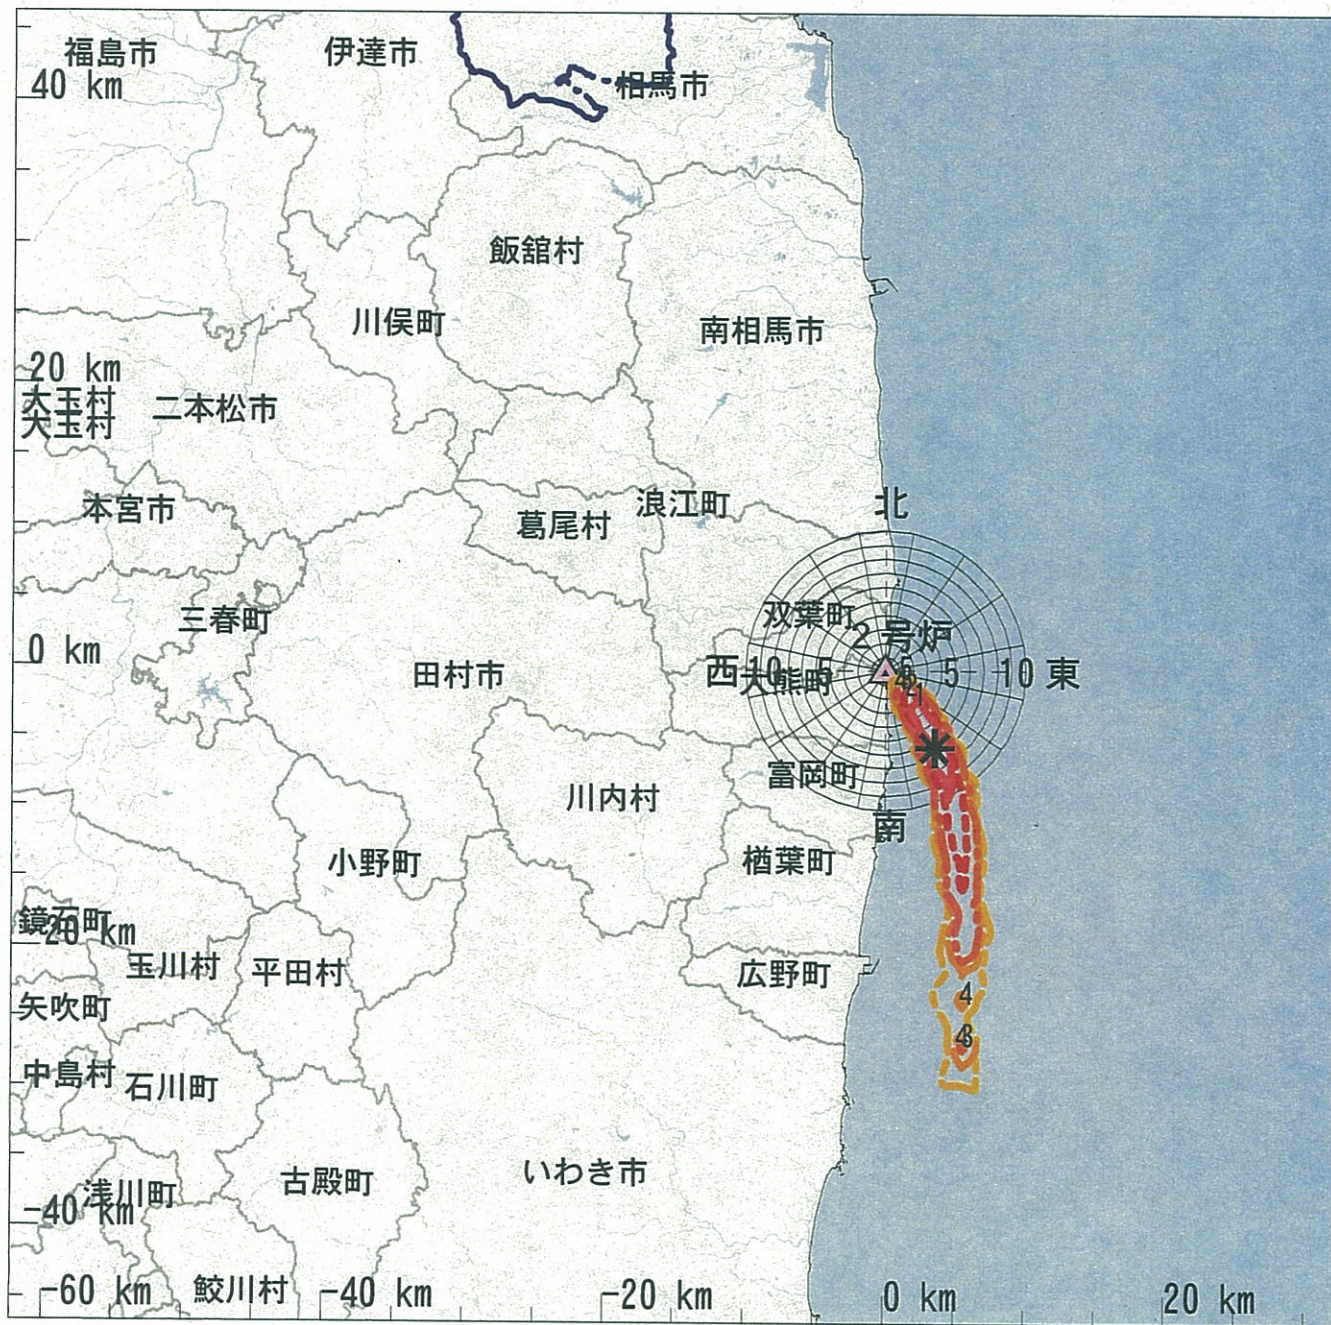 福島市
伊達市
40 km
相馬市
飯舘村
川俣町
南相馬市
20 km
大玉村
大玉村
二本松市
本宮市
葛尾村
浪江町
北
三春町
双葉町
2号炉
0 km
田村市
西
10
5
大熊町
5
10
東
富岡町
川内村
南
小野町
楢葉町
鏡石町
-20 km
玉川村
平田村
広野町
4
矢吹町
中島村
石川町
いわき市
浅川町
古殿町
-40 km
-60 km
鮫川村
-40 km
-20 km
0 km
20 km